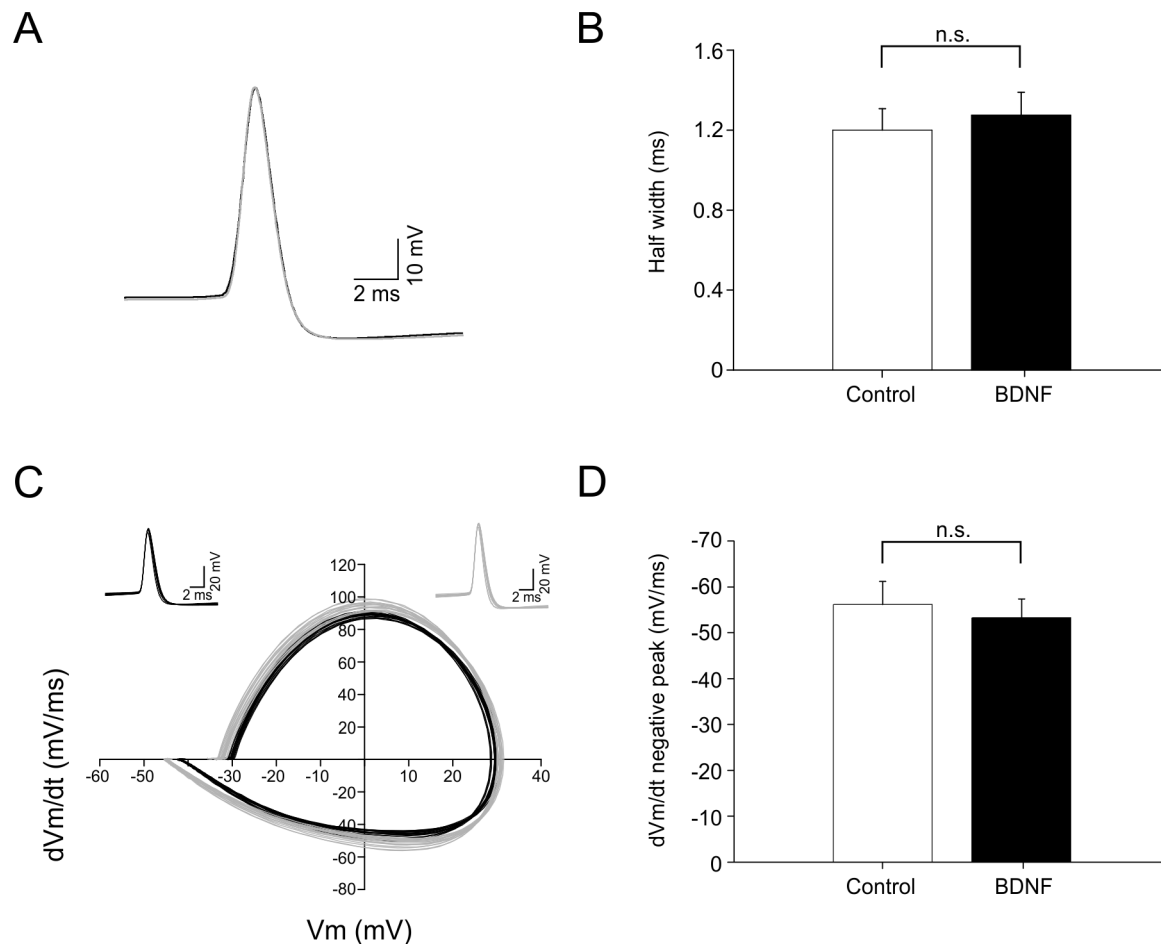 A
10 mV
2 ms
B
n.s.
1.6
1.2
0.8
0.4
0
Half width (ms)
Control BDNF
C
2 ms
20 mV
2 ms
20 mV
120
100
80
60
40
20
-60 -50 -40 -30 -20 -10 10 20 30 40
-20
-40
-60
-80
dVm/dt (mV/ms)
Vm (mV)
D
n.s.
-70
-60
-50
-40
-30
-20
-10
0
dVm/dt negative peak (mV/ms)
Control BDNF